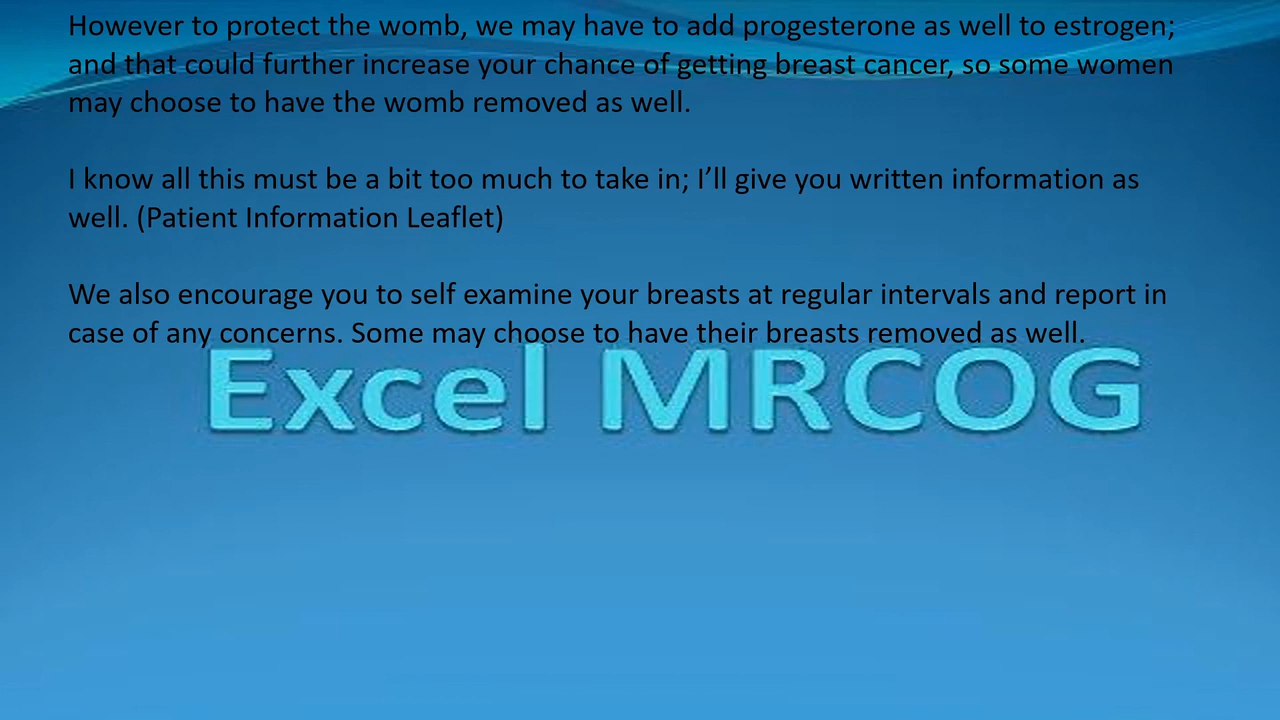 However to protect the womb, we may have to add progesterone as well to estrogen;
and that could further increase your chance of getting breast cancer, so some women
may choose to have the womb removed as well.
I know all this must be a bit too much to take in; I’ll give you written information as
well. (Patient Information Leaflet)
We also encourage you to self examine your breasts at regular intervals and report in
case of any concerns. Some may choose to have their breasts removed as well.
Excel MRCOG